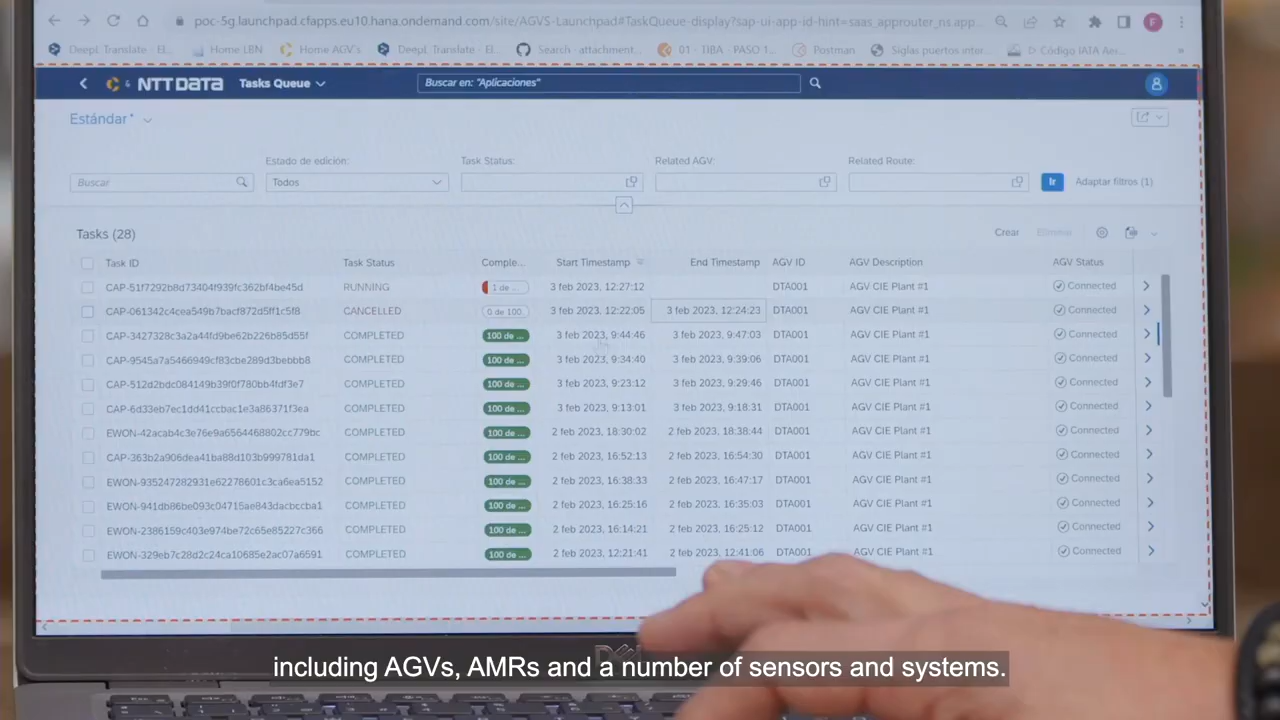 poc-5g.launchpad.cfapps.eu10.hana.ondemand.com/site/AGVS-Launchpad#TaskQueue-display?sap-ui-app-id-hint=saas_approuter_ns.app...
DeepL Translate - El... Home LBN Home AGV's DeepL Translate - El... Search · attachment... 01 - TIBA - PASO 1... Postman Siglas puertos inter... Código IATA Aer...
& NTT DATA Tasks Queue Buscar en: "Aplicaciones"
Estándar*
Estado de edición: Task Status: Related AGV: Related Route:
Buscar Todos Ir Adaptar filtros (1)
Tasks (28) Crear Eliminar
Task ID Task Status Comple... Start Timestamp End Timestamp AGV ID AGV Description AGV Status
CAP-51f7292b8d73404f939fc362bf4be45d RUNNING 1 de ... 3 feb 2023, 12:27:12 DTA001 AGV CIE Plant #1 Connected
CAP-061342c4cea549b7bacf872d5ff1c5f8 CANCELLED 0 de 100 3 feb 2023, 12:22:05 3 feb 2023, 12:24:23 DTA001 AGV CIE Plant #1 Connected
CAP-3427328c3a2a44fd9be62b226b85d55f COMPLETED 100 de ... 3 feb 2023, 9:44:46 3 feb 2023, 9:47:03 DTA001 AGV CIE Plant #1 Connected
CAP-9545a7a5466949cf83cbe289d3bebbb8 COMPLETED 100 de ... 3 feb 2023, 9:34:40 3 feb 2023, 9:39:06 DTA001 AGV CIE Plant #1 Connected
CAP-512d2bdc084149b39f0f780bb4fdf3e7 COMPLETED 100 de ... 3 feb 2023, 9:23:12 3 feb 2023, 9:29:46 DTA001 AGV CIE Plant #1 Connected
CAP-6d33eb7ec1dd41ccbac1e3a86371f3ea COMPLETED 100 de ... 3 feb 2023, 9:13:01 3 feb 2023, 9:18:31 DTA001 AGV CIE Plant #1 Connected
EWON-42acab4c3e76e9a6564468802cc779bc COMPLETED 100 de ... 2 feb 2023, 18:30:02 2 feb 2023, 18:38:44 DTA001 AGV CIE Plant #1 Connected
CAP-363b2a906dea41ba88d103b999781da1 COMPLETED 100 de ... 2 feb 2023, 16:52:13 2 feb 2023, 16:54:30 DTA001 AGV CIE Plant #1 Connected
EWON-935247282931e62278601c3ca6ea5152 COMPLETED 100 de ... 2 feb 2023, 16:38:33 2 feb 2023, 16:47:17 DTA001 AGV CIE Plant #1 Connected
EWON-941db86be093c04715ae843dacbccba1 COMPLETED 100 de ... 2 feb 2023, 16:25:16 2 feb 2023, 16:35:03 DTA001 AGV CIE Plant #1 Connected
EWON-2386159c403e974be72c65e85227c366 COMPLETED 100 de ... 2 feb 2023, 16:14:21 2 feb 2023, 16:25:12 DTA001 AGV CIE Plant #1 Connected
EWON-329eb7c28d2c24ca10685e2ac07a6591 COMPLETED 100 de ... 2 feb 2023, 12:21:41 2 feb 2023, 12:41:06 DTA001 AGV CIE Plant #1 Connected
including AGVs, AMRs and a number of sensors and systems.